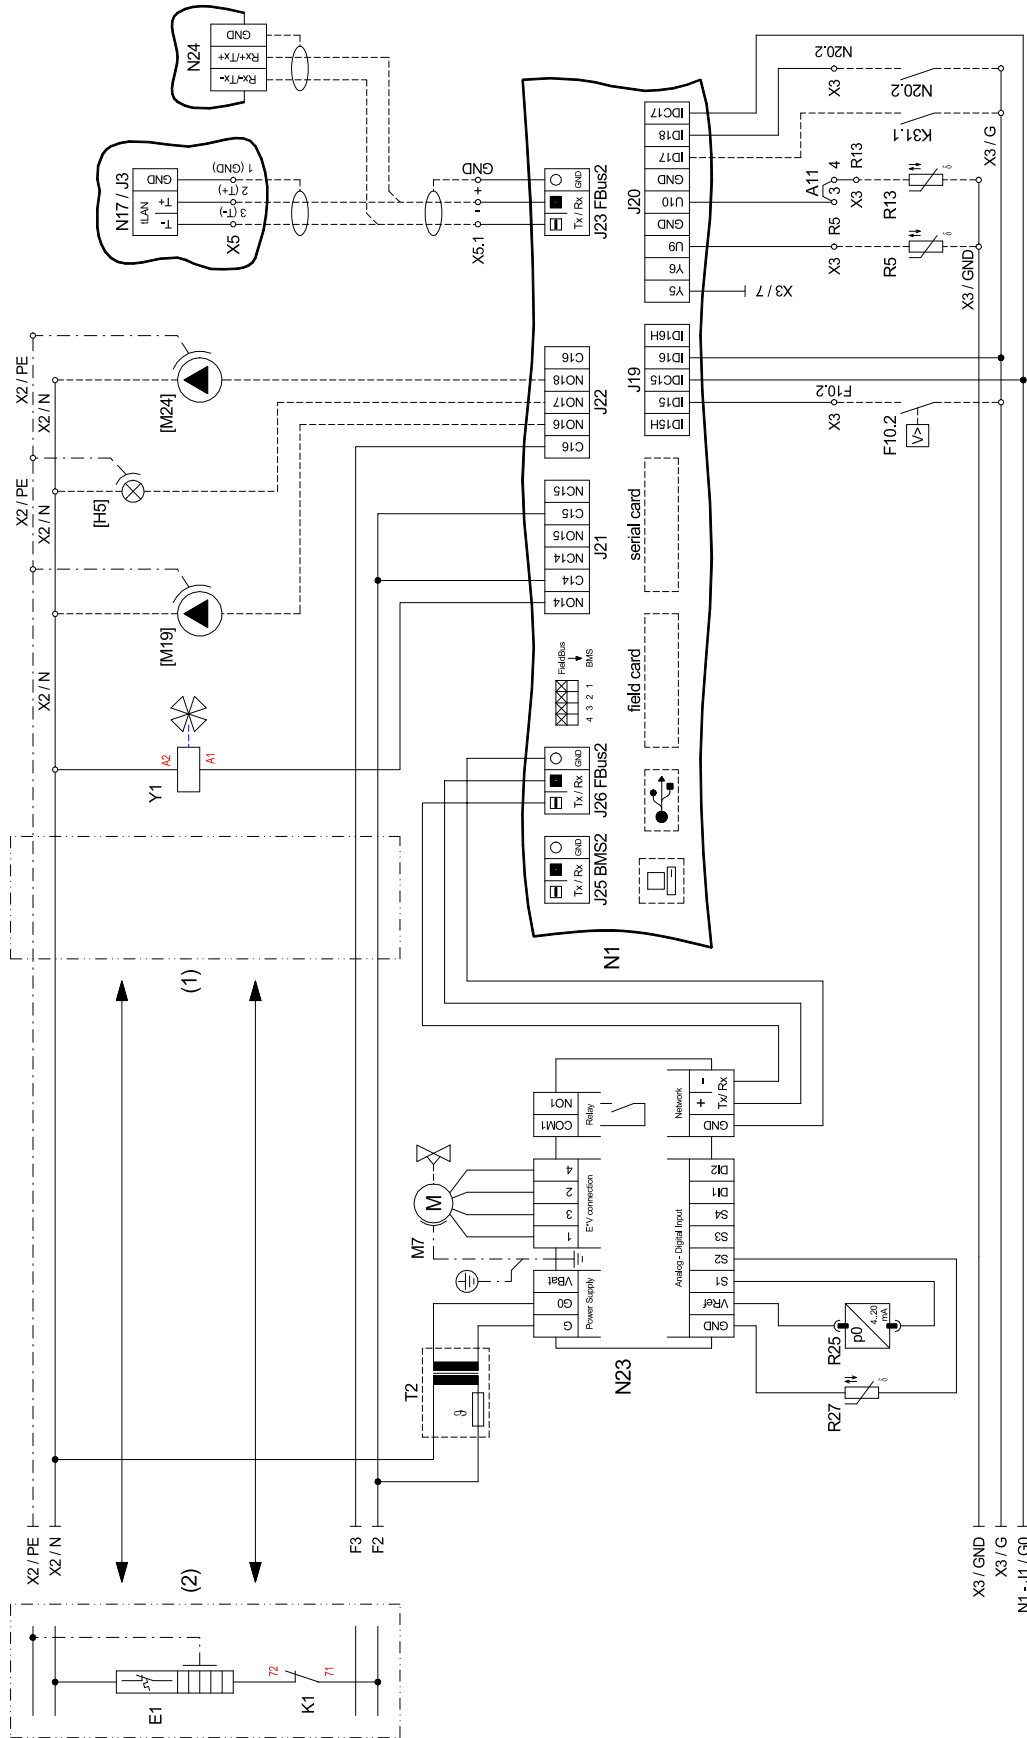 N24
GND
Rx+/Tx+
Rx-/Tx-
N17 / J3
tLAN
GND
T+
T-
1 (GND)
2 (T+)
3 (T-)
X5
X5.1
GND
+
-
GND
Tx / Rx
J23 FBus2
X2 / PE
X2 / N
[M24]
X2 / PE
X2 / N
[H5]
X2 / N
[M19]
Y1
A2
A1
C16
NO18
NO17
NO16
C16
J22
NC15
C15
NO15
NC14
C14
NO14
J21
FieldBus
BMS
4 3 2 1
GND
Tx / Rx
J26 FBus2
GND
Tx / Rx
J25 BMS2
N1
field card
serial card
J20
IDC17
ID18
ID17
GND
U10
GND
U9
Y6
Y5
X3 / 7
J19
ID16H
ID16
IDC15
ID15
ID15H
N20.2
X3
N20.2
K31.1
X3 / G
A11
3 4
R13
X3
R13
δ
R5
X3
R5
δ
X3 / GND
F10.2
X3
F10.2
V>
(1)
(2)
X2 / PE
X2 / N
F3
F2
E1
K1
72
71
T2
ϑ
M7
M
N23
G
G0
VBat
Power Supply
1
3
2
4
E*V connection
COM1
NO1
Relay
GND
VRef
S1
S2
S3
S4
DI1
DI2
Analog - Digital Input
GND
+
-
Tx/ Rx
Network
R25
p0
4..20
mA
R27
δ
X3 / GND
X3 / G
N1 - J1 / G0